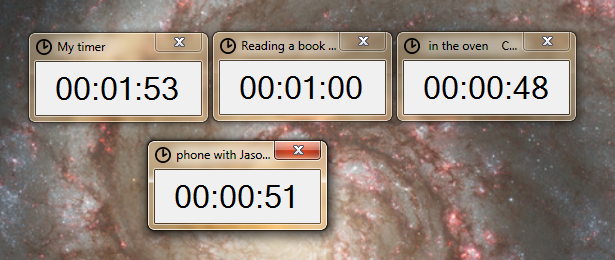 My timer
00:01:53
Reading a book ...
00:01:00
in the oven C...
00:00:48
phone with Jaso...
00:00:51